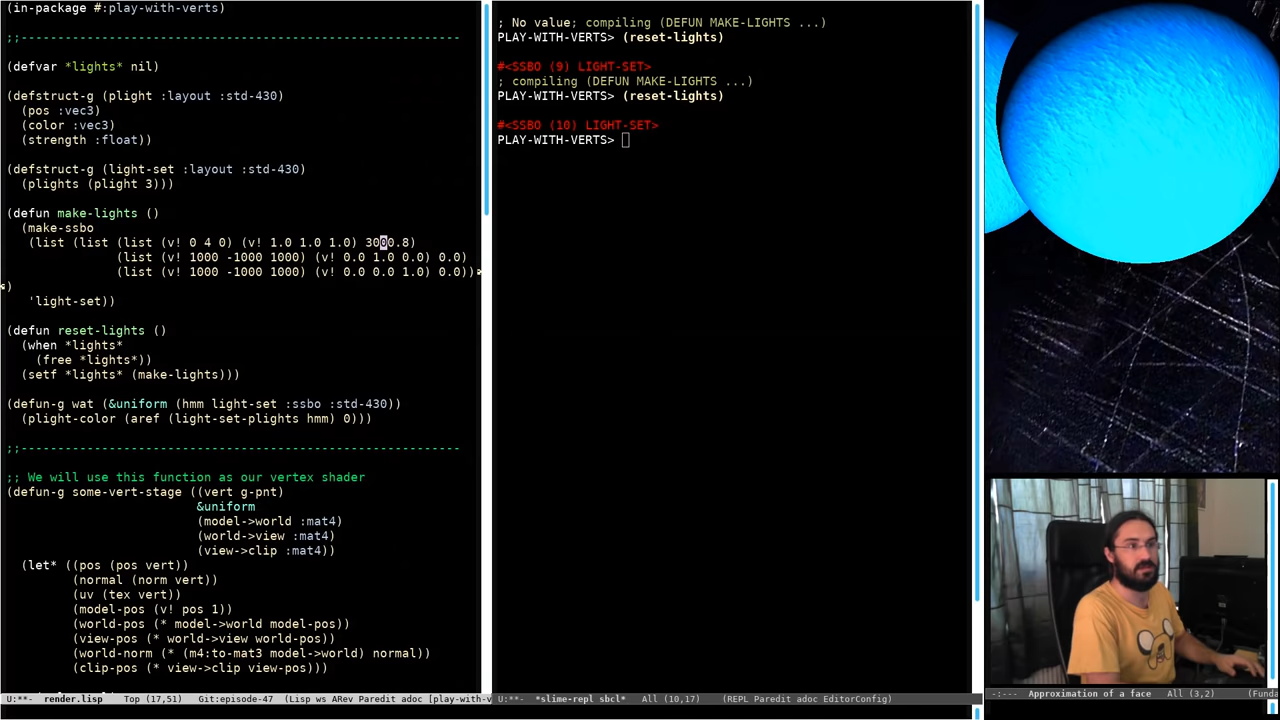 (in-package #:play-with-verts)
;;------------------------------------------------------------
(defvar *lights* nil)
(defstruct-g (plight :layout :std-430)
  (pos :vec3)
  (color :vec3)
  (strength :float))
(defstruct-g (light-set :layout :std-430)
  (plights (plight 3)))
(defun make-lights ()
  (make-ssbo
   (list (list (list (v! 0 4 0) (v! 1.0 1.0 1.0) 3000.8)
               (list (v! 1000 -1000 1000) (v! 0.0 1.0 0.0) 0.0)
               (list (v! 1000 -1000 1000) (v! 0.0 0.0 1.0) 0.0))
)
   'light-set))
(defun reset-lights ()
  (when *lights*
    (free *lights*))
  (setf *lights* (make-lights)))
(defun-g wat (&uniform (hmm light-set :ssbo :std-430))
  (plight-color (aref (light-set-plights hmm) 0)))
;;------------------------------------------------------------
;; We will use this function as our vertex shader
(defun-g some-vert-stage ((vert g-pnt)
                          &uniform
                          (model->world :mat4)
                          (world->view :mat4)
                          (view->clip :mat4))
  (let* ((pos (pos vert))
         (normal (norm vert))
         (uv (tex vert))
         (model-pos (v! pos 1))
         (world-pos (* model->world model-pos))
         (view-pos (* world->view world-pos))
         (world-norm (* (m4:to-mat3 model->world) normal))
         (clip-pos (* view->clip view-pos)))
U:**-  render.lisp    Top (17,51)    Git:episode-47  (Lisp ws ARev Paredit adoc [play-with-v
; No value; compiling (DEFUN MAKE-LIGHTS ...)
PLAY-WITH-VERTS> (reset-lights)
#<SSBO (9) LIGHT-SET>
; compiling (DEFUN MAKE-LIGHTS ...)
PLAY-WITH-VERTS> (reset-lights)
#<SSBO (10) LIGHT-SET>
PLAY-WITH-VERTS>
U:**-  *slime-repl sbcl*   All (10,17)    (REPL Paredit adoc EditorConfig)
-:---  Approximation of a face   All (3,2)      (Funda